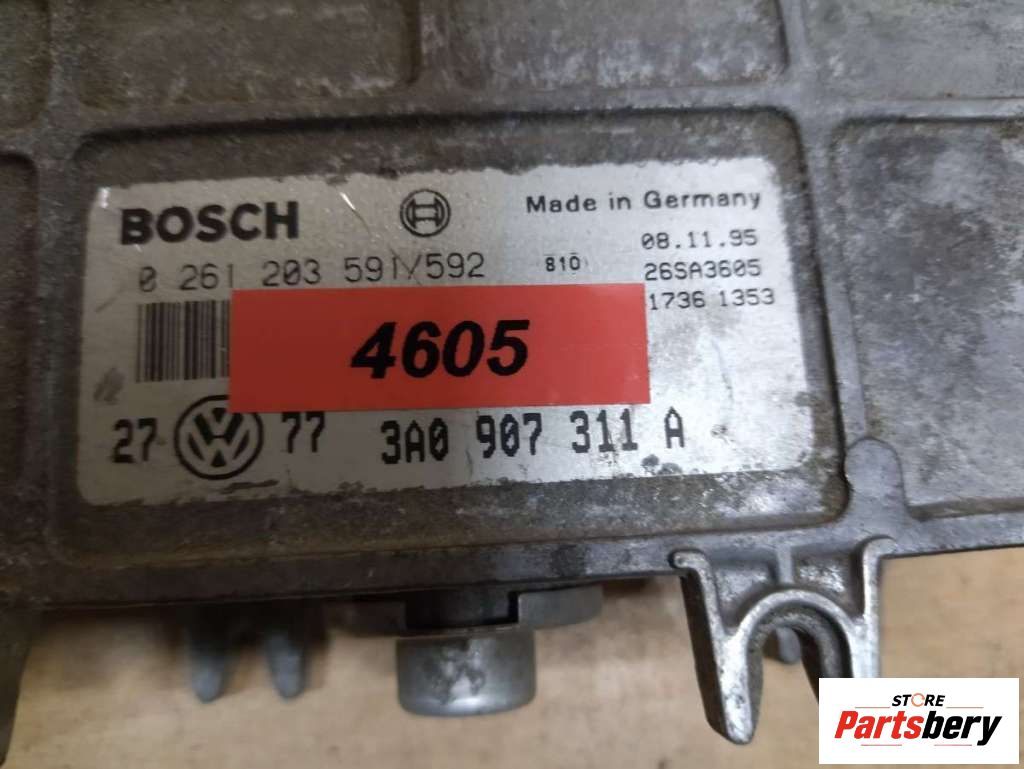 BOSCH
Made in Germany
08.11.95
0 261 203 591/592
810
26SA3605
1736 1353
4605
27 VW 77
3A0 907 311 A
STORE
Partsbery